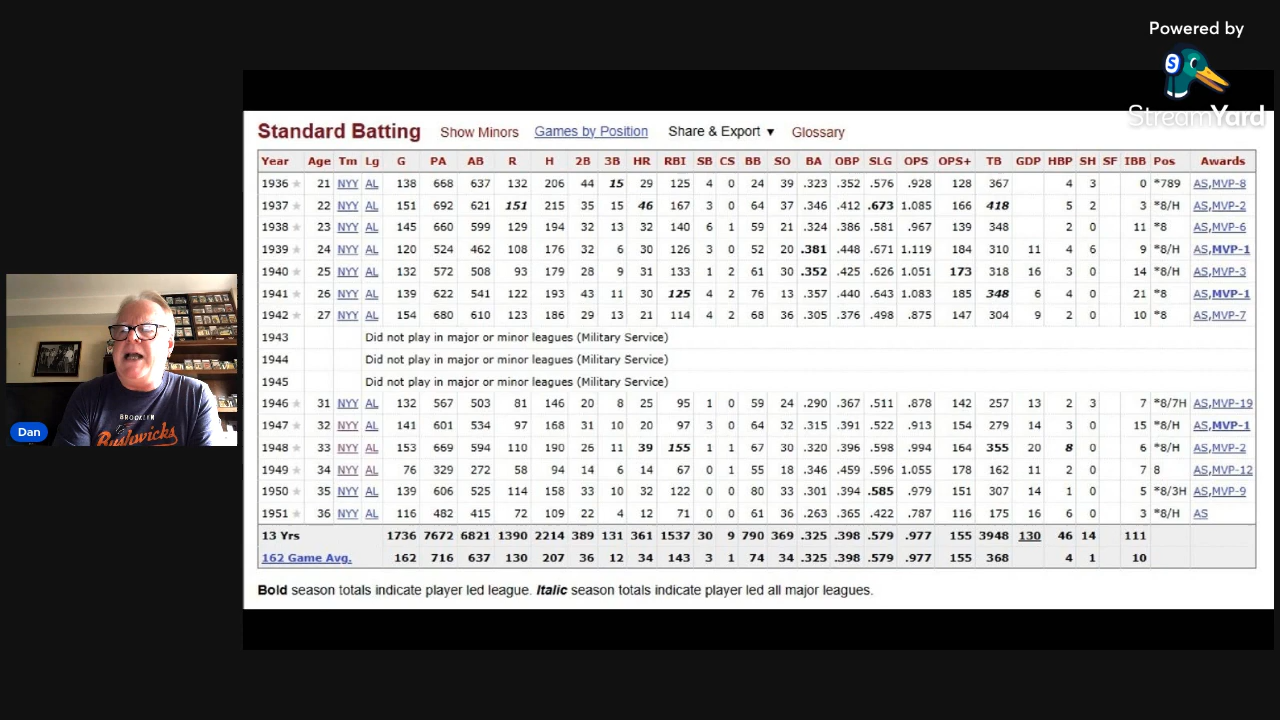 Powered by
S
StreamYard
Standard Batting Show Minors Games by Position Share & Export ▼ Glossary
Year Age Tm Lg G PA AB R H 2B 3B HR RBI SB CS BB SO BA OBP SLG OPS OPS+ TB GDP HBP SH SF IBB Pos Awards
1936 21 NYY AL 138 668 637 132 206 44 15 29 125 4 0 24 39 .323 .352 .576 .928 128 367 4 3 0 *789 AS,MVP-8
1937 22 NYY AL 151 692 621 151 215 35 15 46 167 3 0 64 37 .346 .412 .673 1.085 166 418 5 2 3 *8/H AS,MVP-2
1938 23 NYY AL 145 660 599 129 194 32 13 32 140 6 1 59 21 .324 .386 .581 .967 139 348 2 0 11 *8 AS,MVP-6
1939 24 NYY AL 120 524 462 108 176 32 6 30 126 3 0 52 20 .381 .448 .671 1.119 184 310 11 4 6 9 *8/H AS,MVP-1
1940 25 NYY AL 132 572 508 93 179 28 9 31 133 1 2 61 30 .352 .425 .626 1.051 173 318 16 3 0 14 *8/H AS,MVP-3
1941 26 NYY AL 139 622 541 122 193 43 11 30 125 4 2 76 13 .357 .440 .643 1.083 185 348 6 4 0 21 *8 AS,MVP-1
1942 27 NYY AL 154 680 610 123 186 29 13 21 114 4 2 68 36 .305 .376 .498 .875 147 304 9 2 0 10 *8 AS,MVP-7
1943 Did not play in major or minor leagues (Military Service)
1944 Did not play in major or minor leagues (Military Service)
1945 Did not play in major or minor leagues (Military Service)
1946 31 NYY AL 132 567 503 81 146 20 8 25 95 1 0 59 24 .290 .367 .511 .878 142 257 13 2 3 7 *8/7H AS,MVP-19
1947 32 NYY AL 141 601 534 97 168 31 10 20 97 3 0 64 32 .315 .391 .522 .913 154 279 14 3 0 15 *8/H AS,MVP-1
1948 33 NYY AL 153 669 594 110 190 26 11 39 155 1 1 67 30 .320 .396 .598 .994 164 355 20 8 0 6 *8/H AS,MVP-2
1949 34 NYY AL 76 329 272 58 94 14 6 14 67 0 1 55 18 .346 .459 .596 1.055 178 162 11 2 0 7 8 AS,MVP-12
1950 35 NYY AL 139 606 525 114 158 33 10 32 122 0 0 80 33 .301 .394 .585 .979 151 307 14 1 0 5 *8/3H AS,MVP-9
1951 36 NYY AL 116 482 415 72 109 22 4 12 71 0 0 61 36 .263 .365 .422 .787 116 175 16 6 0 3 *8/H AS
13 Yrs 1736 7672 6821 1390 2214 389 131 361 1537 30 9 790 369 .325 .398 .579 .977 155 3948 130 46 14 111
162 Game Avg. 162 716 637 130 207 36 12 34 143 3 1 74 34 .325 .398 .579 .977 155 368 4 1 10
Bold season totals indicate player led league. Italic season totals indicate player led all major leagues.
BROOKLYN
Bushwicks
Dan